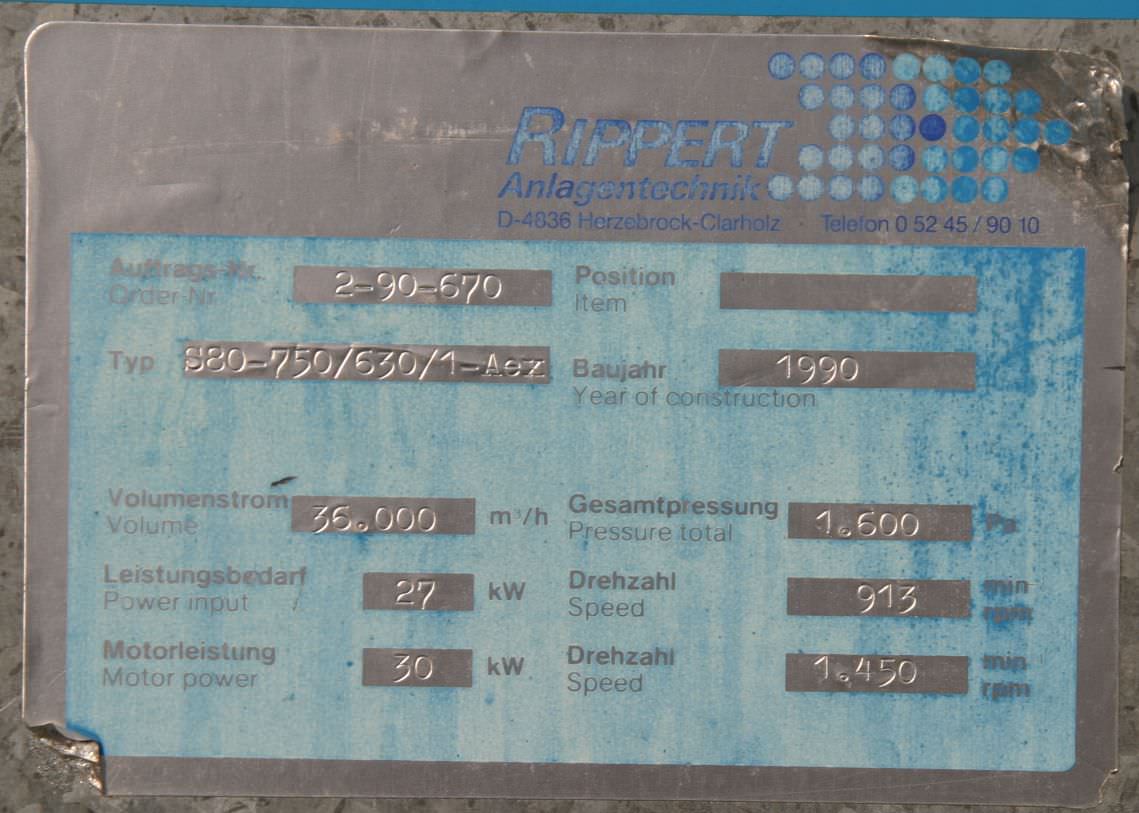 RIPPERT
Anlagentechnik
D-4836 Herzebrock-Clarholz Telefon 0 52 45 / 90 10
Auftrags-Nr. 2-90-670 Position
Order-Nr. Item
Typ S80-750/630/1-Aex Baujahr 1990
Year of construction
Volumenstrom 36.000 m³/h Gesamtpressung 1.600 Pa
Volume Pressure total
Leistungsbedarf 27 kW Drehzahl 913 min
Power input Speed rpm
Motorleistung 30 kW Drehzahl 1.450 min
Motor power Speed rpm